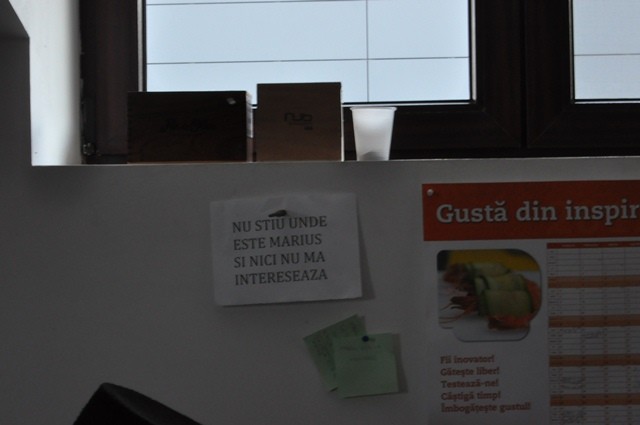 NU STIU UNDE
ESTE MARIUS
SI NICI NU MA
INTERESEAZA
Gustă din inspir
Fii inovator!
Gătește liber!
Testează-ne!
Câștigă timp!
Îmbogățește gustul!